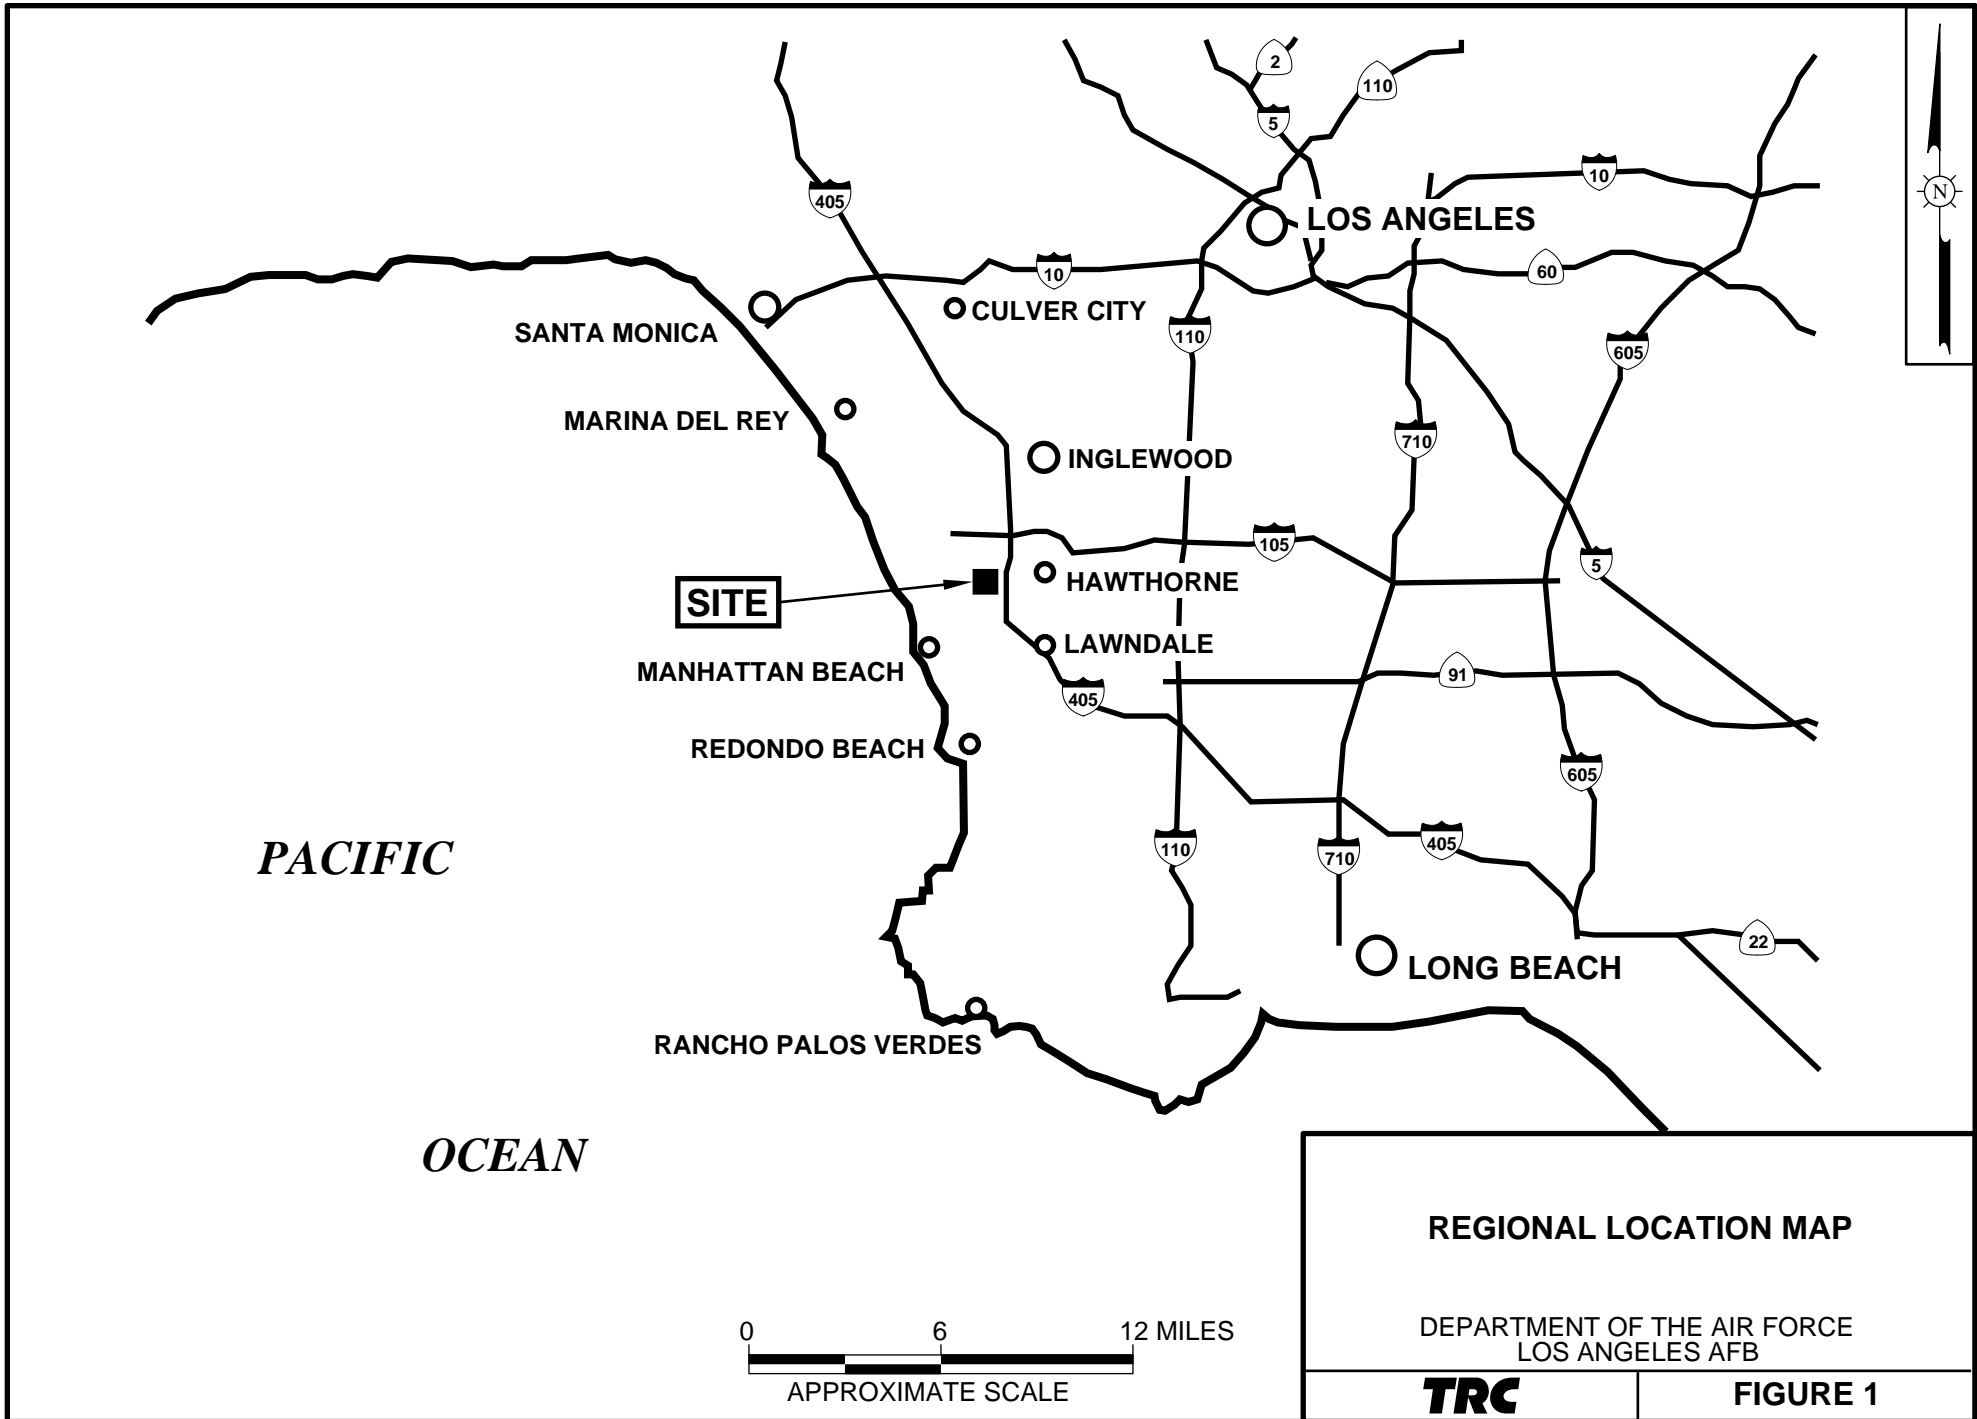 2
110
5
N
10
405
LOS ANGELES
10
60
SANTA MONICA
CULVER CITY
110
605
MARINA DEL REY
710
INGLEWOOD
105
5
SITE
HAWTHORNE
LAWNDALE
MANHATTAN BEACH
91
405
REDONDO BEACH
605
PACIFIC
110
710
405
22
LONG BEACH
RANCHO PALOS VERDES
OCEAN
REGIONAL LOCATION MAP
DEPARTMENT OF THE AIR FORCE
LOS ANGELES AFB
0 6 12 MILES
APPROXIMATE SCALE
TRC
FIGURE 1